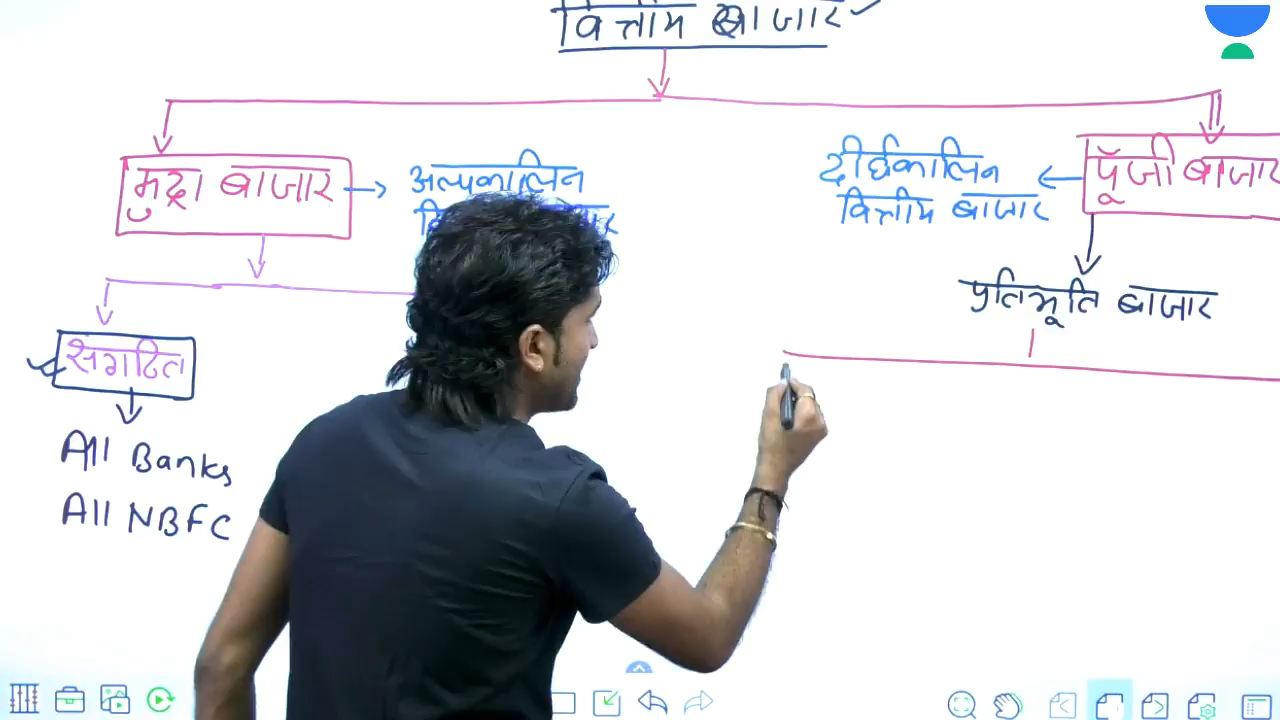 वित्तीय बाजार
मुद्रा बाजार
अल्पकालिन
दीर्घकालिन
वित्तीय बाजार
पूँजी बाजार
प्रतिभूति बाजार
संगठित
All Banks
All NBFC